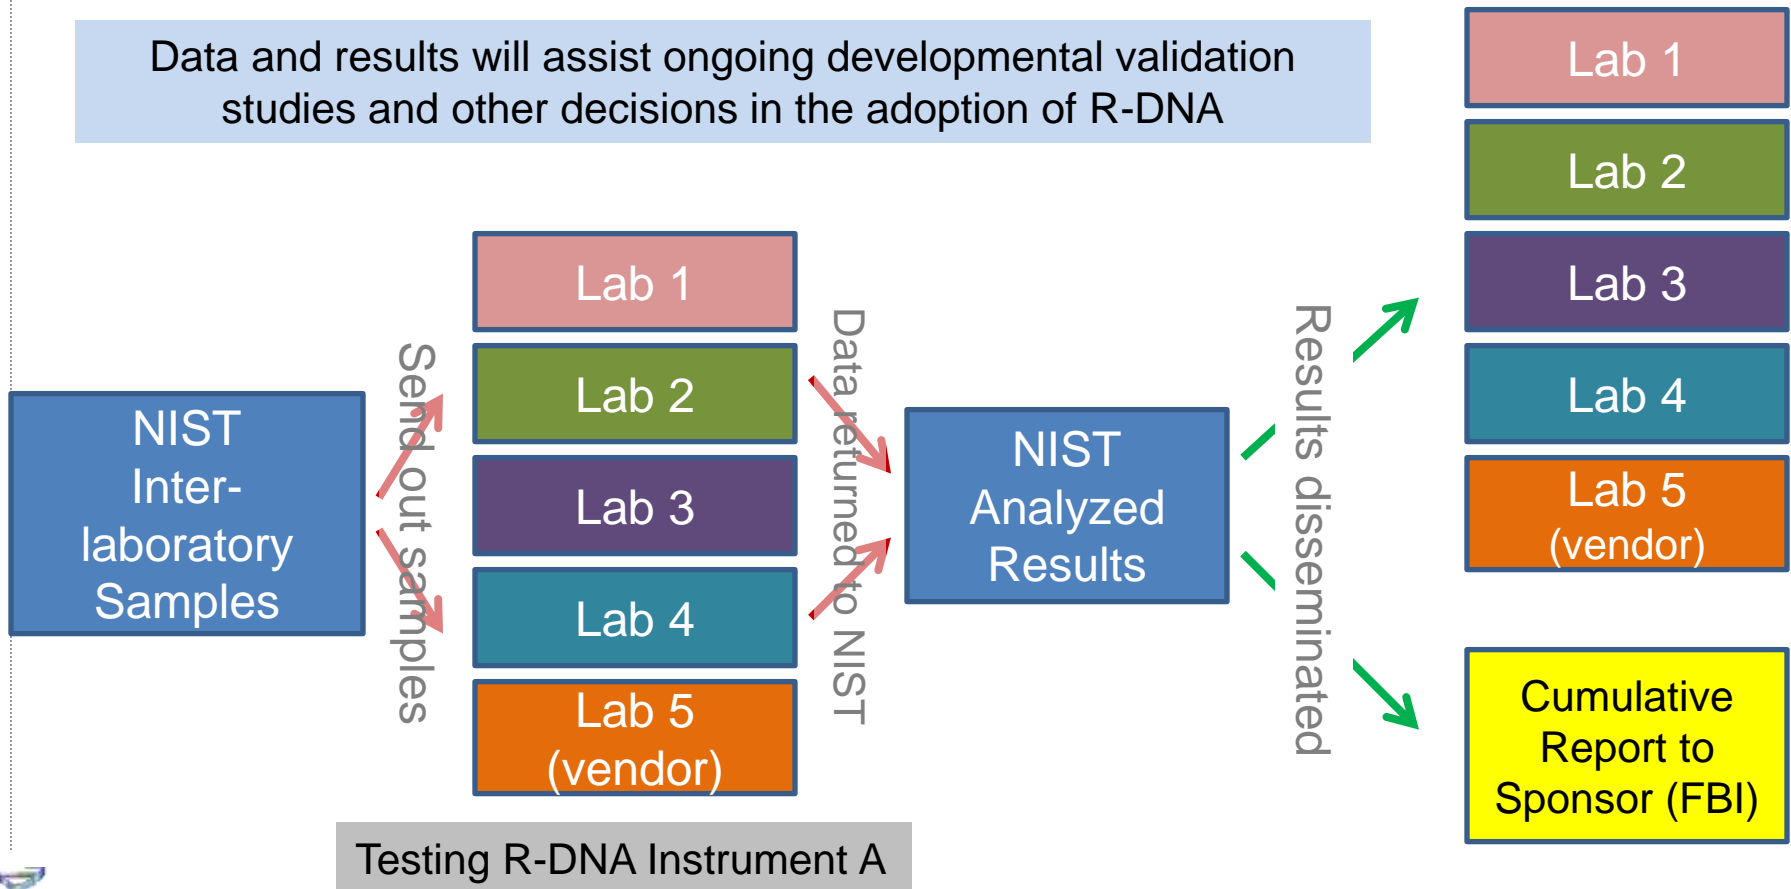 Data and results will assist ongoing developmental validation
studies and other decisions in the adoption of R-DNA
NIST
Inter-
laboratory
Samples
Send out samples
Lab 1
Lab 2
Lab 3
Lab 4
Lab 5
(vendor)
Testing R-DNA Instrument A
Data returned to NIST
NIST
Analyzed
Results
Results disseminated
Lab 1
Lab 2
Lab 3
Lab 4
Lab 5
(vendor)
Cumulative
Report to
Sponsor (FBI)